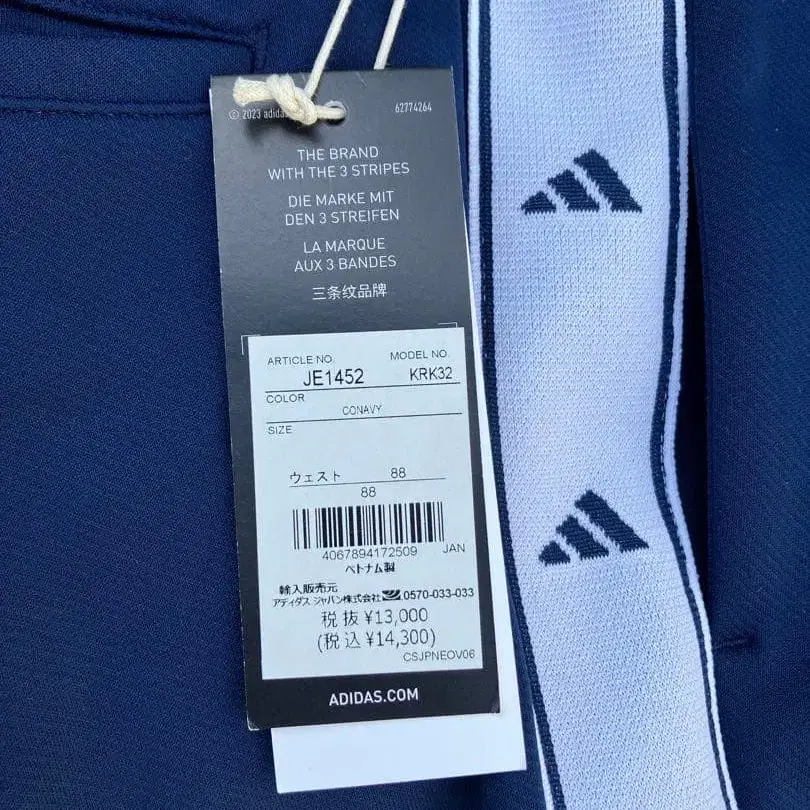 © 2023 adidas
62774264
THE BRAND
WITH THE 3 STRIPES
DIE MARKE MIT
DEN 3 STREIFEN
LA MARQUE
AUX 3 BANDES
三条纹品牌
ARTICLE NO. MODEL NO.
JE1452 KRK32
COLOR
CONAVY
SIZE
ウェスト 88
88
4067894172509 JAN
ベトナム製
輸入販売元
アディダス ジャパン株式会社 0570-033-033
税抜 ¥13,000
(税込 ¥14,300)
CSJPNEOV06
ADIDAS.COM